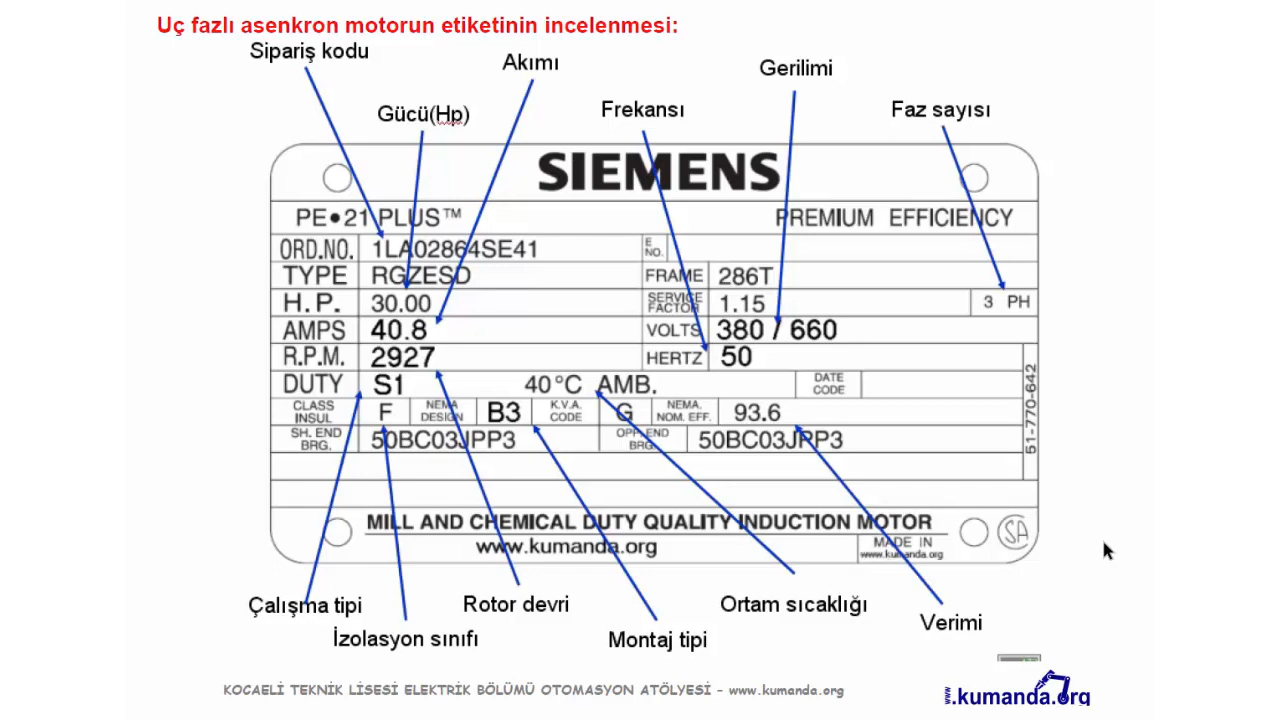 Uç fazlı asenkron motorun etiketinin incelenmesi:
Sipariş kodu
Akımı
Gerilimi
Gücü(Hp)
Frekansı
Faz sayısı
SIEMENS
PE•21 PLUS™ PREMIUM EFFICIENCY
ORD.NO. 1LA02864SE41 E NO.
TYPE RGZESD FRAME 286T
H.P. 30.00 SERVICE FACTOR 1.15 3 PH
AMPS 40.8 VOLTS 380 / 660
R.P.M. 2927 HERTZ 50
DUTY S1 40°C AMB. DATE CODE
CLASS INSUL F NEMA DESIGN B3 K.V.A. CODE G NEMA. NOM. EFF. 93.6
SH. END BRG. 50BC03JPP3 OPP. END BRG. 50BC03JPP3
51-770-642
MILL AND CHEMICAL DUTY QUALITY INDUCTION MOTOR
www.kumanda.org
MADE IN
www.kumanda.org
SA
Çalışma tipi
Rotor devri
Ortam sıcaklığı
Verimi
İzolasyon sınıfı
Montaj tipi
KOCAELİ TEKNİK LİSESİ ELEKTRİK BÖLÜMÜ OTOMASYON ATÖLYESİ - www.kumanda.org
www.kumanda.org